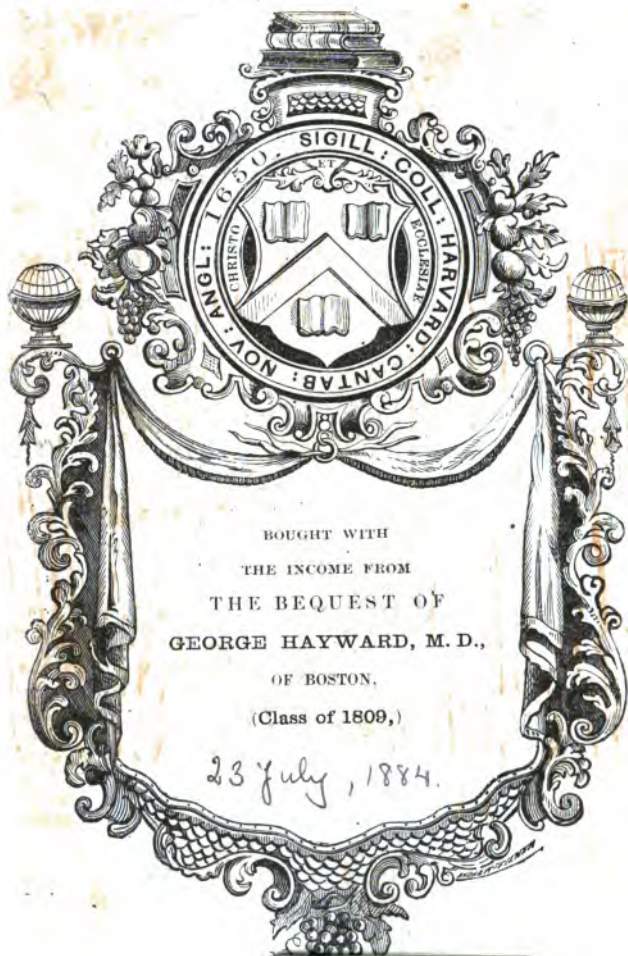 SIGILL: COLL: HARVARD: CANTAB: NOV: ANGL: 1650.
ET
CHRISTO
ECCLESIAE
BOUGHT WITH
THE INCOME FROM
THE BEQUEST OF
GEORGE HAYWARD, M. D.,
OF BOSTON,
(Class of 1809,)
23 July, 1884.